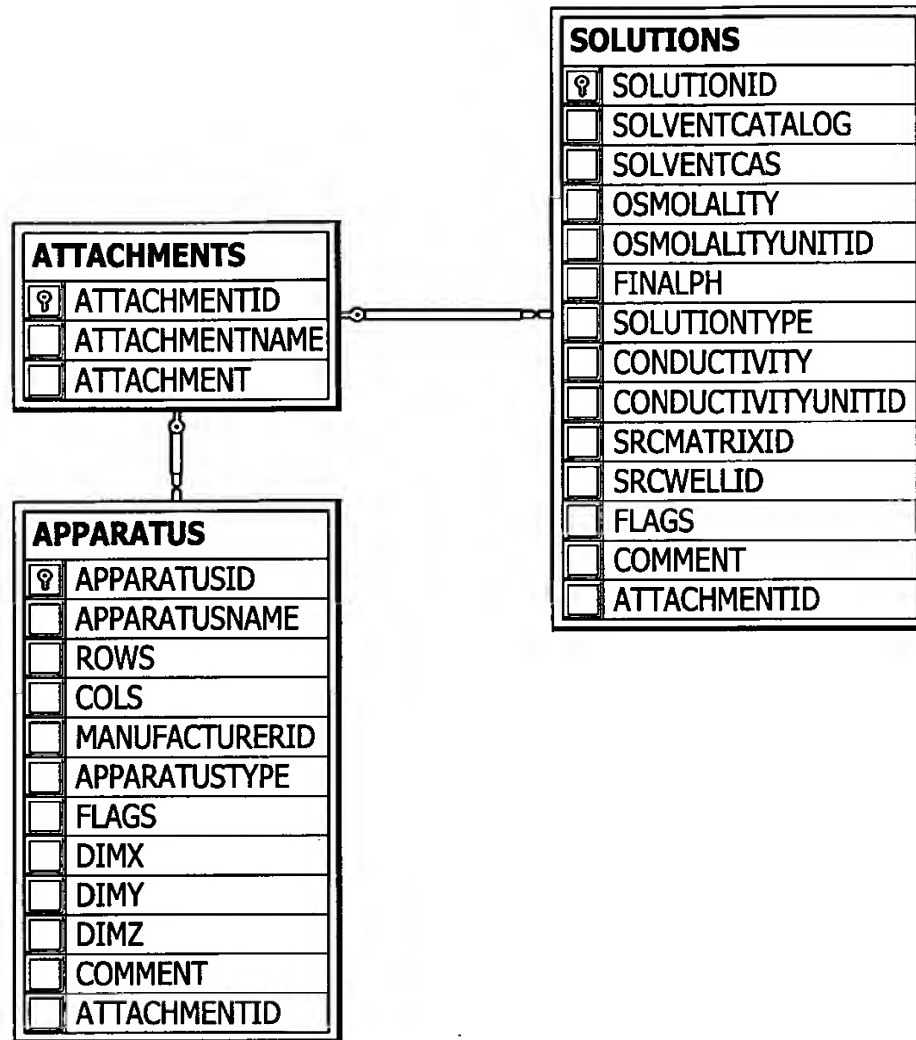 SOLUTIONS
SOLUTIONID
SOLVENTCATALOG
SOLVENTCAS
OSMOLALITY
OSMOLALITYUNITID
FINALPH
SOLUTIONTYPE
CONDUCTIVITY
CONDUCTIVITYUNITID
SRCMATRIXID
SRCWELLID
FLAGS
COMMENT
ATTACHMENTID
ATTACHMENTS
ATTACHMENTID
ATTACHMENTNAME
ATTACHMENT
APPARATUS
APPARATUSID
APPARATUSNAME
ROWS
COLS
MANUFACTURERID
APPARATUSTYPE
FLAGS
DIMX
DIMY
DIMZ
COMMENT
ATTACHMENTID